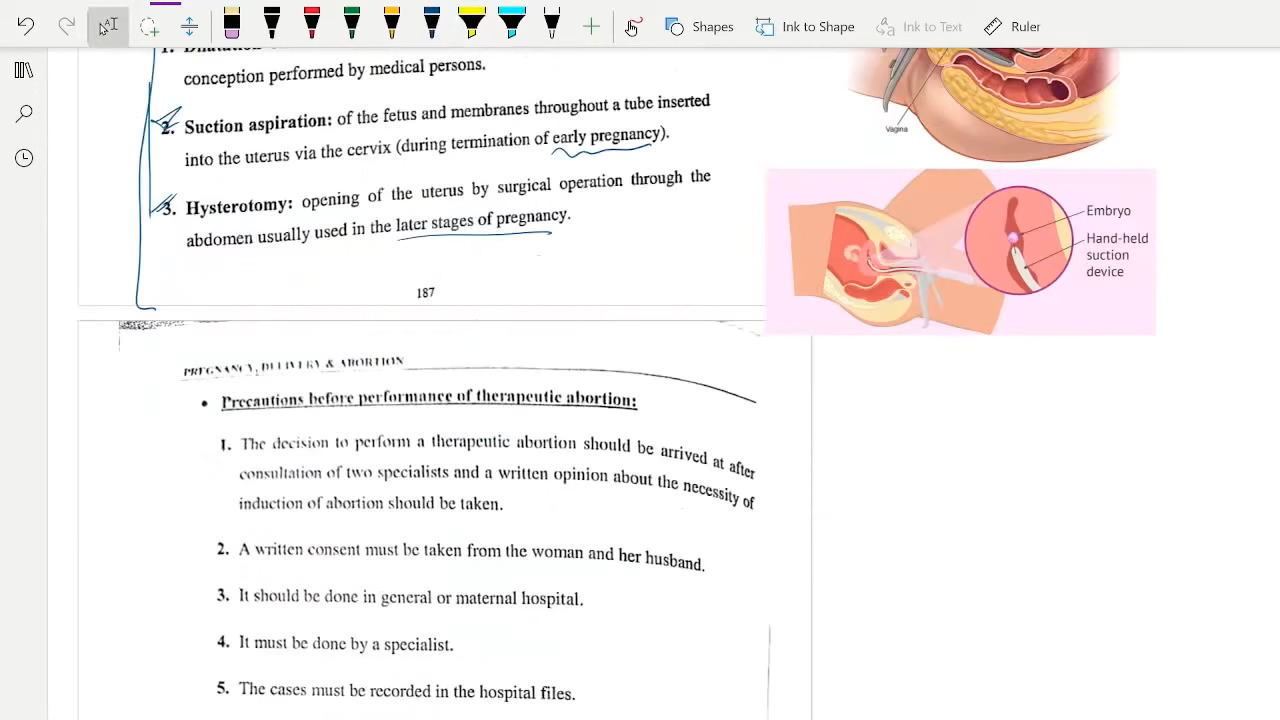 Shapes
Ink to Shape
Ink to Text
Ruler
conception performed by medical persons.
2. Suction aspiration: of the fetus and membranes throughout a tube inserted
into the uterus via the cervix (during termination of early pregnancy).
3. Hysterotomy: opening of the uterus by surgical operation through the
abdomen usually used in the later stages of pregnancy.
187
Vagina
Embryo
Hand-held
suction
device
PREGNANCY, DELIVERY & ABORTION
• Precautions before performance of therapeutic abortion:
1. The decision to perform a therapeutic abortion should be arrived at after
consultation of two specialists and a written opinion about the necessity of
induction of abortion should be taken.
2. A written consent must be taken from the woman and her husband.
3. It should be done in general or maternal hospital.
4. It must be done by a specialist.
5. The cases must be recorded in the hospital files.